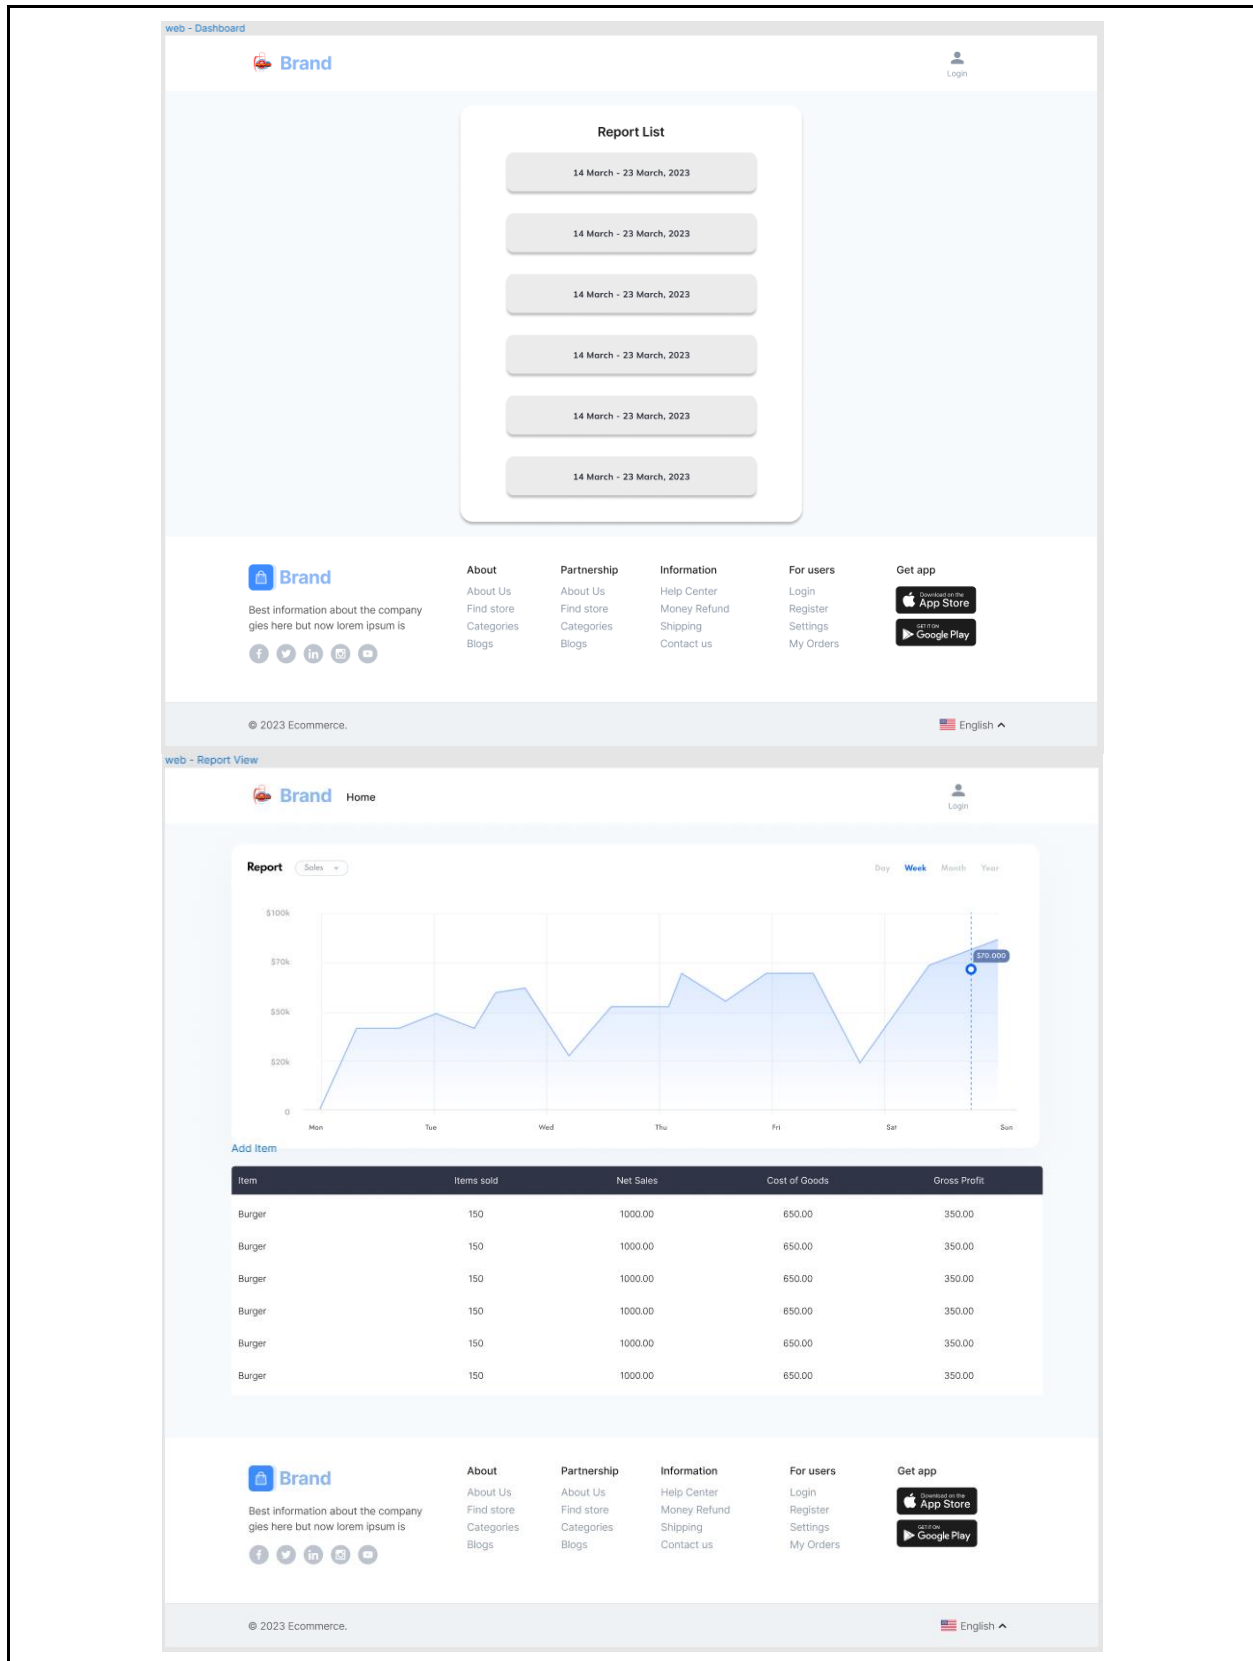 web - Dashboard
Brand
Login
Report List
14 March - 23 March, 2023
14 March - 23 March, 2023
14 March - 23 March, 2023
14 March - 23 March, 2023
14 March - 23 March, 2023
14 March - 23 March, 2023
Brand
Best information about the company
gies here but now lorem ipsum is
About
About Us
Find store
Categories
Blogs
Partnership
About Us
Find store
Categories
Blogs
Information
Help Center
Money Refund
Shipping
Contact us
For users
Login
Register
Settings
My Orders
Get app
Download on the
App Store
GET IT ON
Google Play
© 2023 Ecommerce.
English
web - Report View
Brand Home
Login
Report Sales
Day Week Month Year
$100k
$70k
$50k
$20k
0
$70.000
Mon Tue Wed Thu Fri Sat Sun
Add Item
Item Items sold Net Sales Cost of Goods Gross Profit
Burger 150 1000.00 650.00 350.00
Burger 150 1000.00 650.00 350.00
Burger 150 1000.00 650.00 350.00
Burger 150 1000.00 650.00 350.00
Burger 150 1000.00 650.00 350.00
Burger 150 1000.00 650.00 350.00
Brand
Best information about the company
gies here but now lorem ipsum is
About
About Us
Find store
Categories
Blogs
Partnership
About Us
Find store
Categories
Blogs
Information
Help Center
Money Refund
Shipping
Contact us
For users
Login
Register
Settings
My Orders
Get app
Download on the
App Store
GET IT ON
Google Play
© 2023 Ecommerce.
English